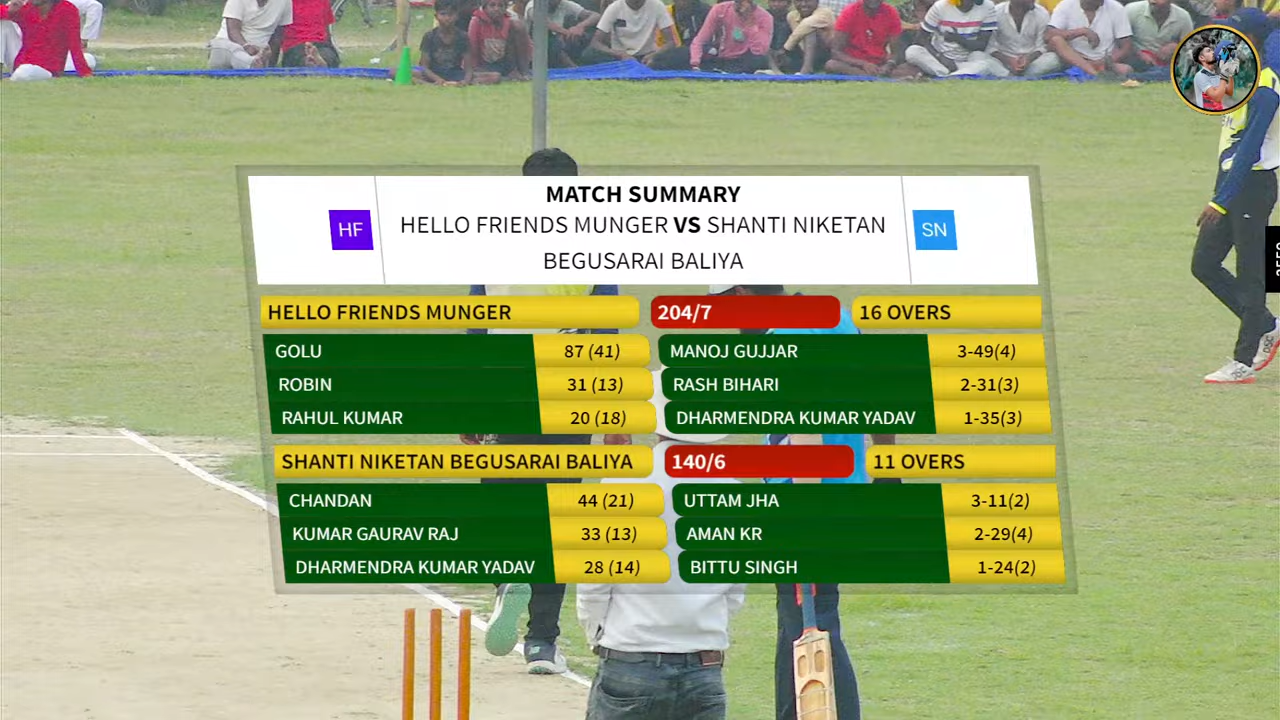 MATCH SUMMARY
HF
HELLO FRIENDS MUNGER VS SHANTI NIKETAN
BEGUSARAI BALIYA
SN
HELLO FRIENDS MUNGER 204/7 16 OVERS
GOLU 87 (41) MANOJ GUJJAR 3-49(4)
ROBIN 31 (13) RASH BIHARI 2-31(3)
RAHUL KUMAR 20 (18) DHARMENDRA KUMAR YADAV 1-35(3)
SHANTI NIKETAN BEGUSARAI BALIYA 140/6 11 OVERS
CHANDAN 44 (21) UTTAM JHA 3-11(2)
KUMAR GAURAV RAJ 33 (13) AMAN KR 2-29(4)
DHARMENDRA KUMAR YADAV 28 (14) BITTU SINGH 1-24(2)